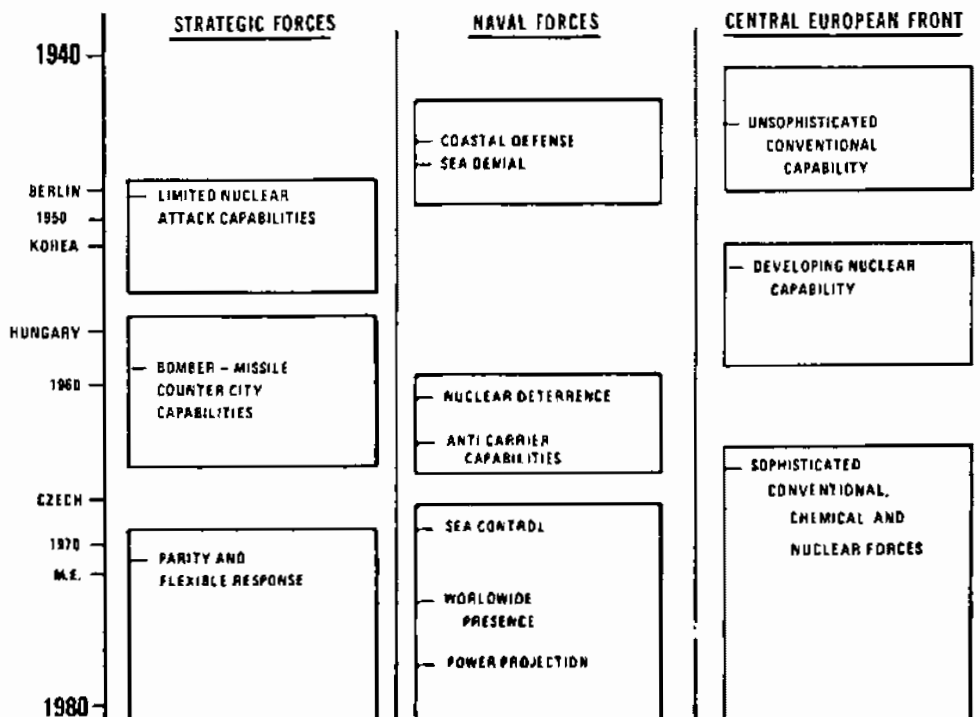 STRATEGIC FORCES
NAVAL FORCES
CENTRAL EUROPEAN FRONT
1940
BERLIN
1950
KOREA
HUNGARY
1960
CZECH
1970
M.E.
1980
LIMITED NUCLEAR
ATTACK CAPABILITIES
BOMBER – MISSILE
COUNTER CITY
CAPABILITIES
PARITY AND
FLEXIBLE RESPONSE
COASTAL DEFENSE
SEA DENIAL
NUCLEAR DETERRENCE
ANTI CARRIER
CAPABILITIES
SEA CONTROL
WORLDWIDE
PRESENCE
POWER PROJECTION
UNSOPHISTICATED
CONVENTIONAL
CAPABILITY
DEVELOPING NUCLEAR
CAPABILITY
SOPHISTICATED
CONVENTIONAL,
CHEMICAL AND
NUCLEAR FORCES